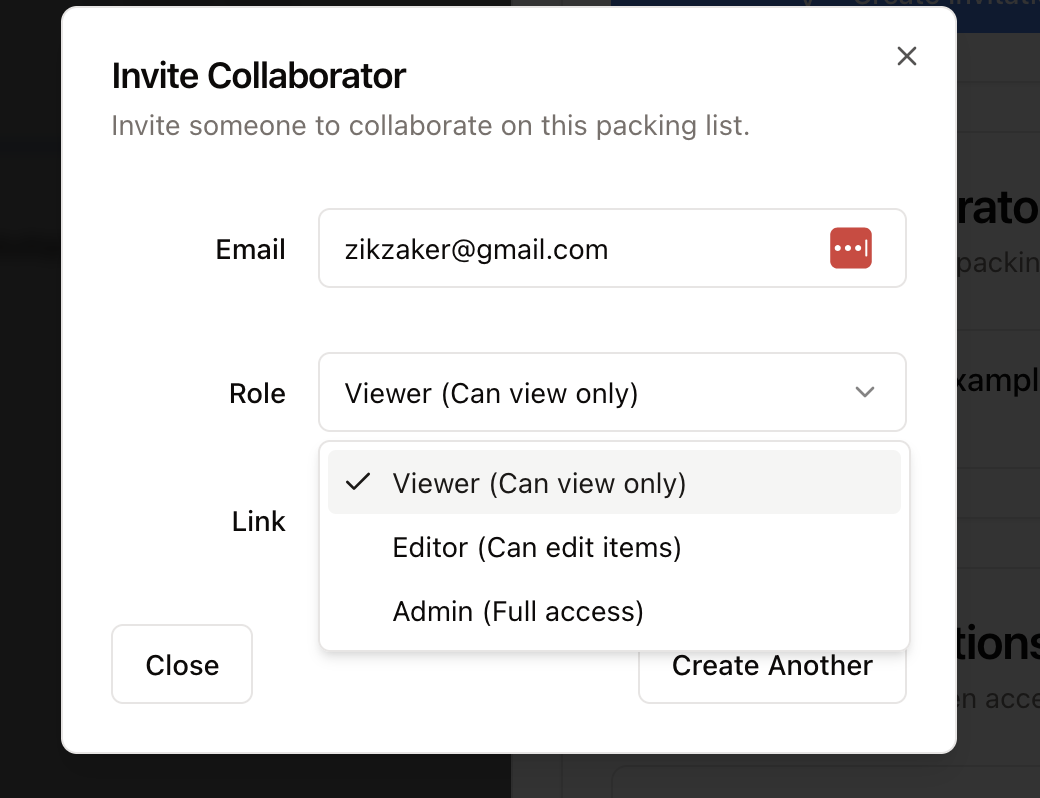 Invite Collaborator
Invite someone to collaborate on this packing list.
Email
zikzaker@gmail.com
Role
Viewer (Can view only)
Viewer (Can view only)
Link
Editor (Can edit items)
Admin (Full access)
Close
Create Another